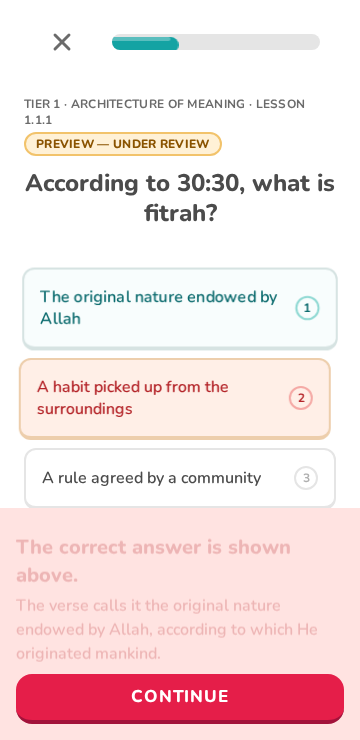 TIER 1 · ARCHITECTURE OF MEANING · LESSON
1.1.1
PREVIEW — UNDER REVIEW
According to 30:30, what is
fitrah?
The original nature endowed by
Allah
1
A habit picked up from the
surroundings
2
A rule agreed by a community
3
The correct answer is shown
above.
The verse calls it the original nature
endowed by Allah, according to which He
originated mankind.
CONTINUE